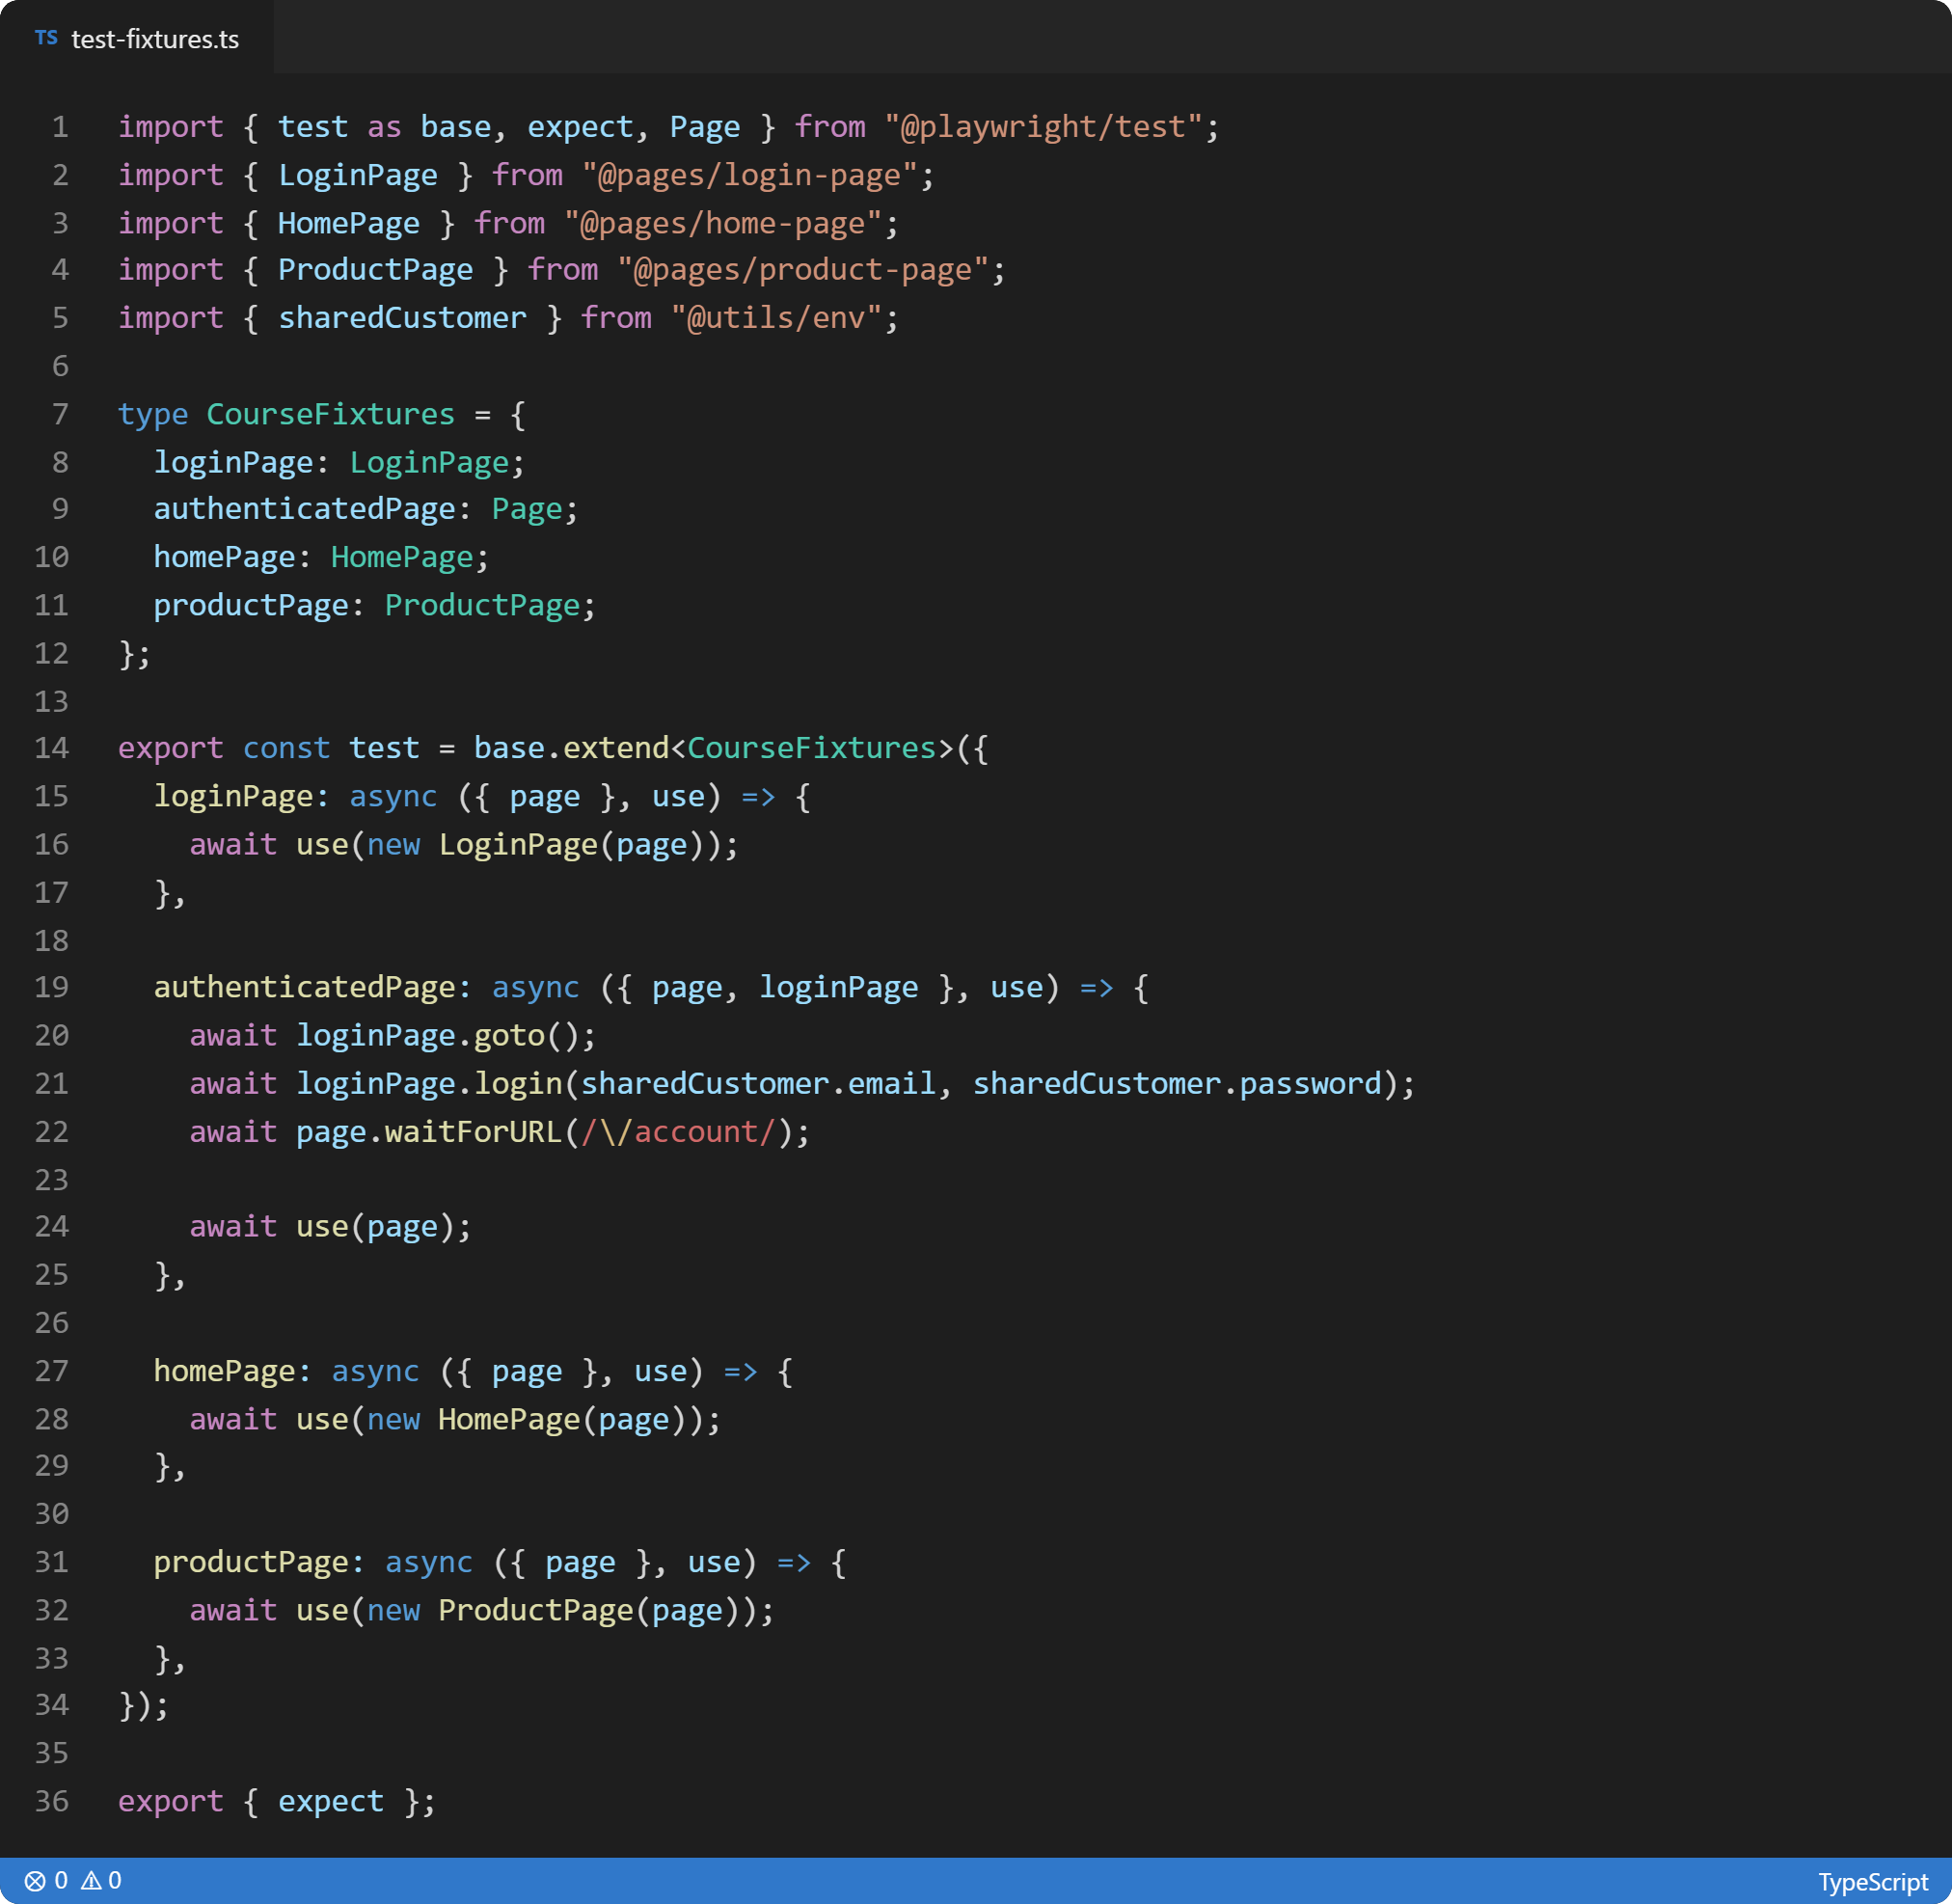 TS test-fixtures.ts
1 import { test as base, expect, Page } from "@playwright/test";
2 import { LoginPage } from "@pages/login-page";
3 import { HomePage } from "@pages/home-page";
4 import { ProductPage } from "@pages/product-page";
5 import { sharedCustomer } from "@utils/env";
6
7 type CourseFixtures = {
8   loginPage: LoginPage;
9   authenticatedPage: Page;
10   homePage: HomePage;
11   productPage: ProductPage;
12 };
13
14 export const test = base.extend<CourseFixtures>({
15   loginPage: async ({ page }, use) => {
16     await use(new LoginPage(page));
17   },
18
19   authenticatedPage: async ({ page, loginPage }, use) => {
20     await loginPage.goto();
21     await loginPage.login(sharedCustomer.email, sharedCustomer.password);
22     await page.waitForURL(/\/account/);
23
24     await use(page);
25   },
26
27   homePage: async ({ page }, use) => {
28     await use(new HomePage(page));
29   },
30
31   productPage: async ({ page }, use) => {
32     await use(new ProductPage(page));
33   },
34 });
35
36 export { expect };
0 0 TypeScript